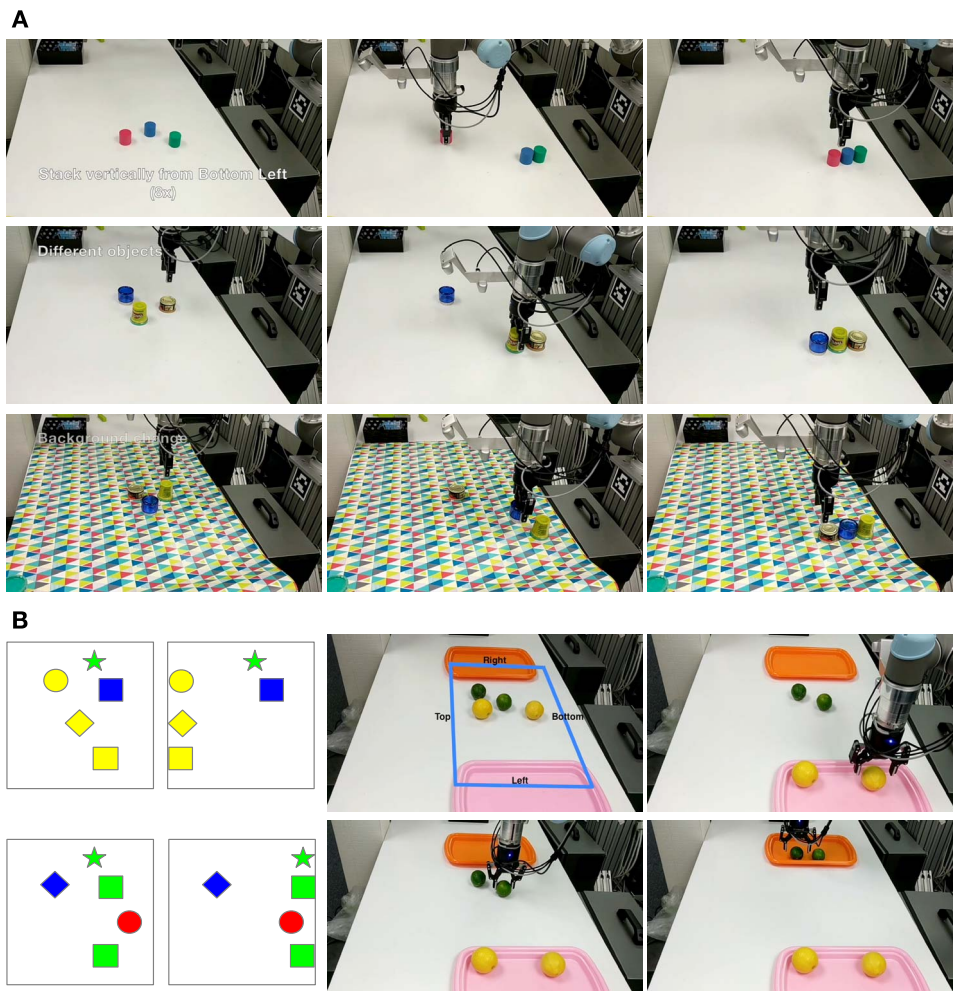 A
Stack vertically from Bottom Left
(8x)
Different objects
Background change
B
Right
Top
Bottom
Left